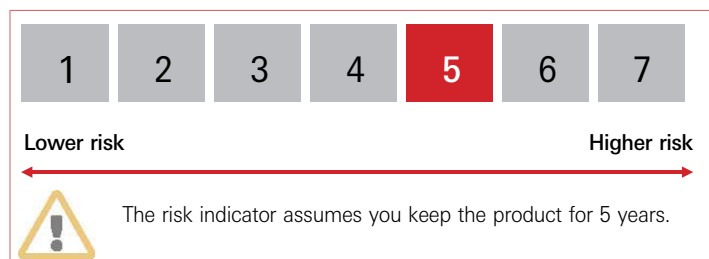 1 2 3 4 5 6 7
Lower risk Higher risk
The risk indicator assumes you keep the product for 5 years.